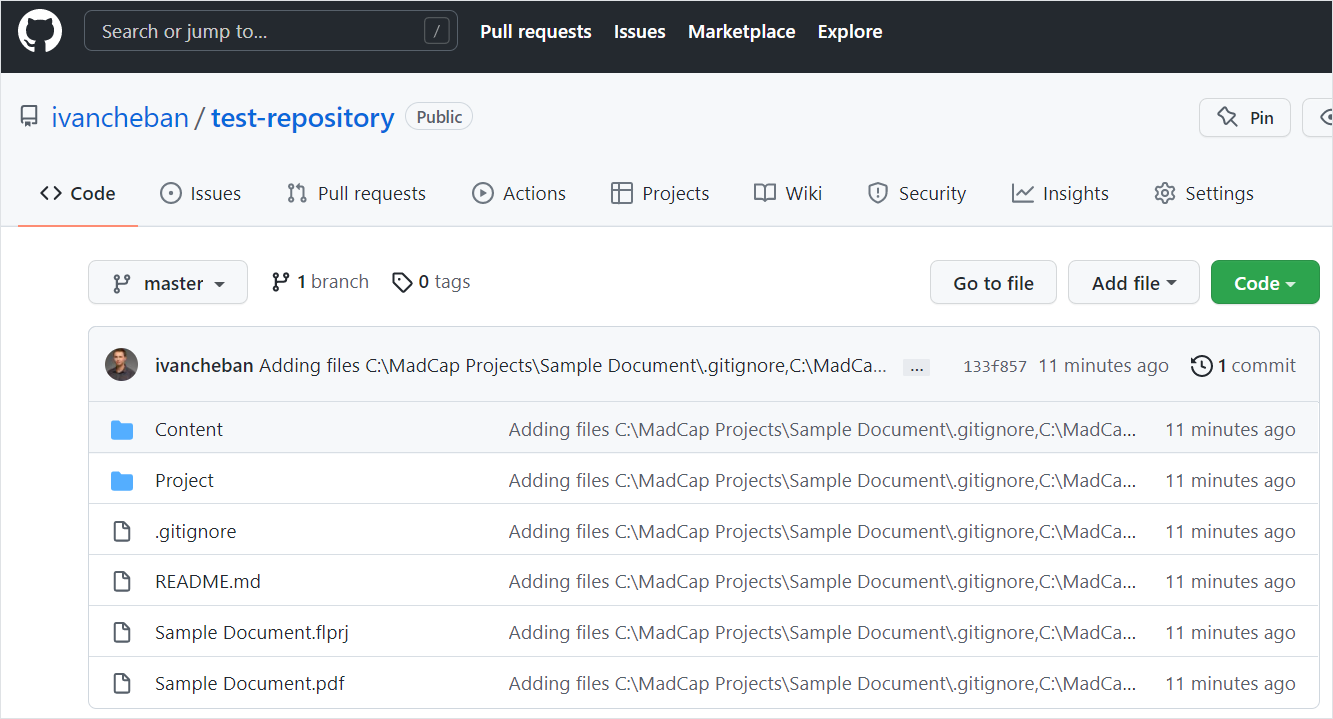 Search or jump to... / Pull requests Issues Marketplace Explore
ivancheban / test-repository Public Pin
Code Issues Pull requests Actions Projects Wiki Security Insights Settings
master 1 branch 0 tags Go to file Add file Code
ivancheban Adding files C:\MadCap Projects\Sample Document\.gitignore,C:\MadCa... ... 133f857 11 minutes ago 1 commit
Content Adding files C:\MadCap Projects\Sample Document\.gitignore,C:\MadCa... 11 minutes ago
Project Adding files C:\MadCap Projects\Sample Document\.gitignore,C:\MadCa... 11 minutes ago
.gitignore Adding files C:\MadCap Projects\Sample Document\.gitignore,C:\MadCa... 11 minutes ago
README.md Adding files C:\MadCap Projects\Sample Document\.gitignore,C:\MadCa... 11 minutes ago
Sample Document.flprj Adding files C:\MadCap Projects\Sample Document\.gitignore,C:\MadCa... 11 minutes ago
Sample Document.pdf Adding files C:\MadCap Projects\Sample Document\.gitignore,C:\MadCa... 11 minutes ago